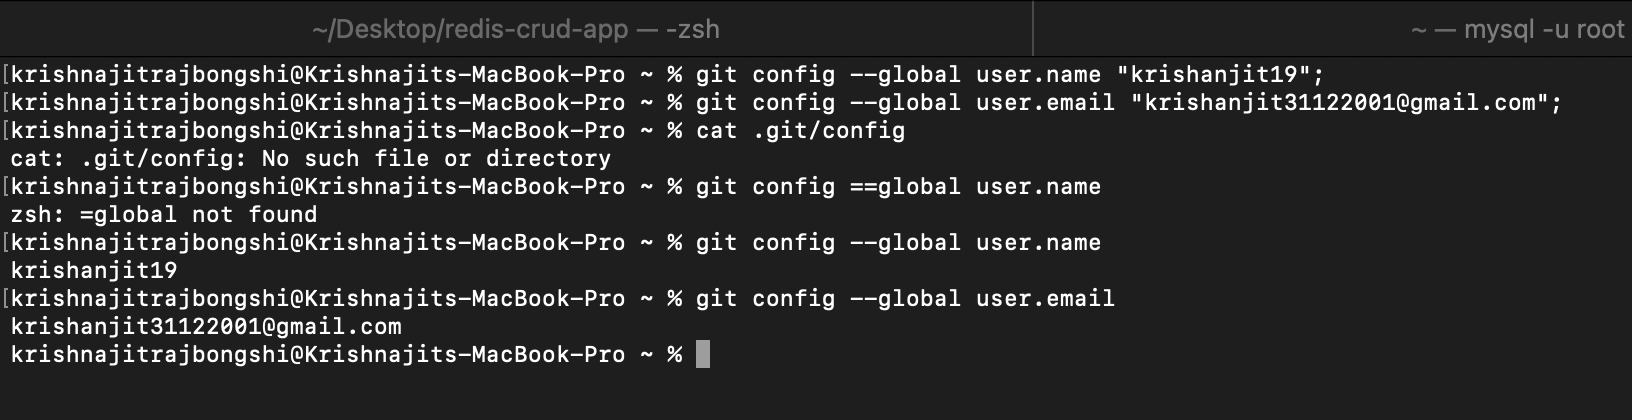 ~/Desktop/redis-crud-app — -zsh
~ — mysql -u root
[krishnajitrajbongshi@Krishnajits-MacBook-Pro ~ % git config --global user.name "krishanjit19";
[krishnajitrajbongshi@Krishnajits-MacBook-Pro ~ % git config --global user.email "krishanjit31122001@gmail.com";
[krishnajitrajbongshi@Krishnajits-MacBook-Pro ~ % cat .git/config
cat: .git/config: No such file or directory
[krishnajitrajbongshi@Krishnajits-MacBook-Pro ~ % git config ==global user.name
zsh: =global not found
[krishnajitrajbongshi@Krishnajits-MacBook-Pro ~ % git config --global user.name
krishanjit19
[krishnajitrajbongshi@Krishnajits-MacBook-Pro ~ % git config --global user.email
krishanjit31122001@gmail.com
krishnajitrajbongshi@Krishnajits-MacBook-Pro ~ %